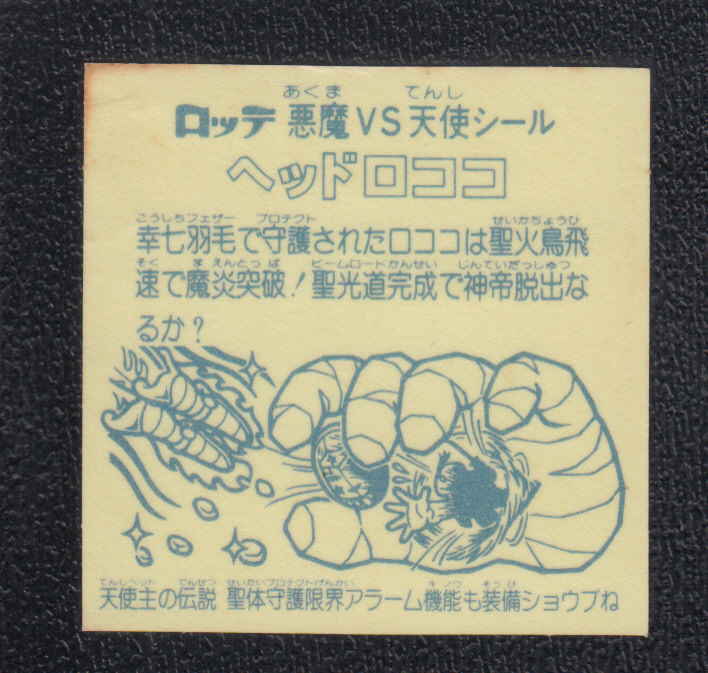 あくま てんし
ロッテ 悪魔VS天使シール
ヘッドロココ
こうしちフェザー プロテクト せいかちょうひ
幸七羽毛で守護されたロココは聖火鳥飛
そく まえんとっぱ ビームロードかんせい じんていだっしゅつ
速で魔炎突破!聖光道完成で神帝脱出な
るか?
てんしヘッド でんせつ せいたいプロテクトげんかい キノウ そうび
天使主の伝説 聖体守護限界アラーム機能も装備ショウブね